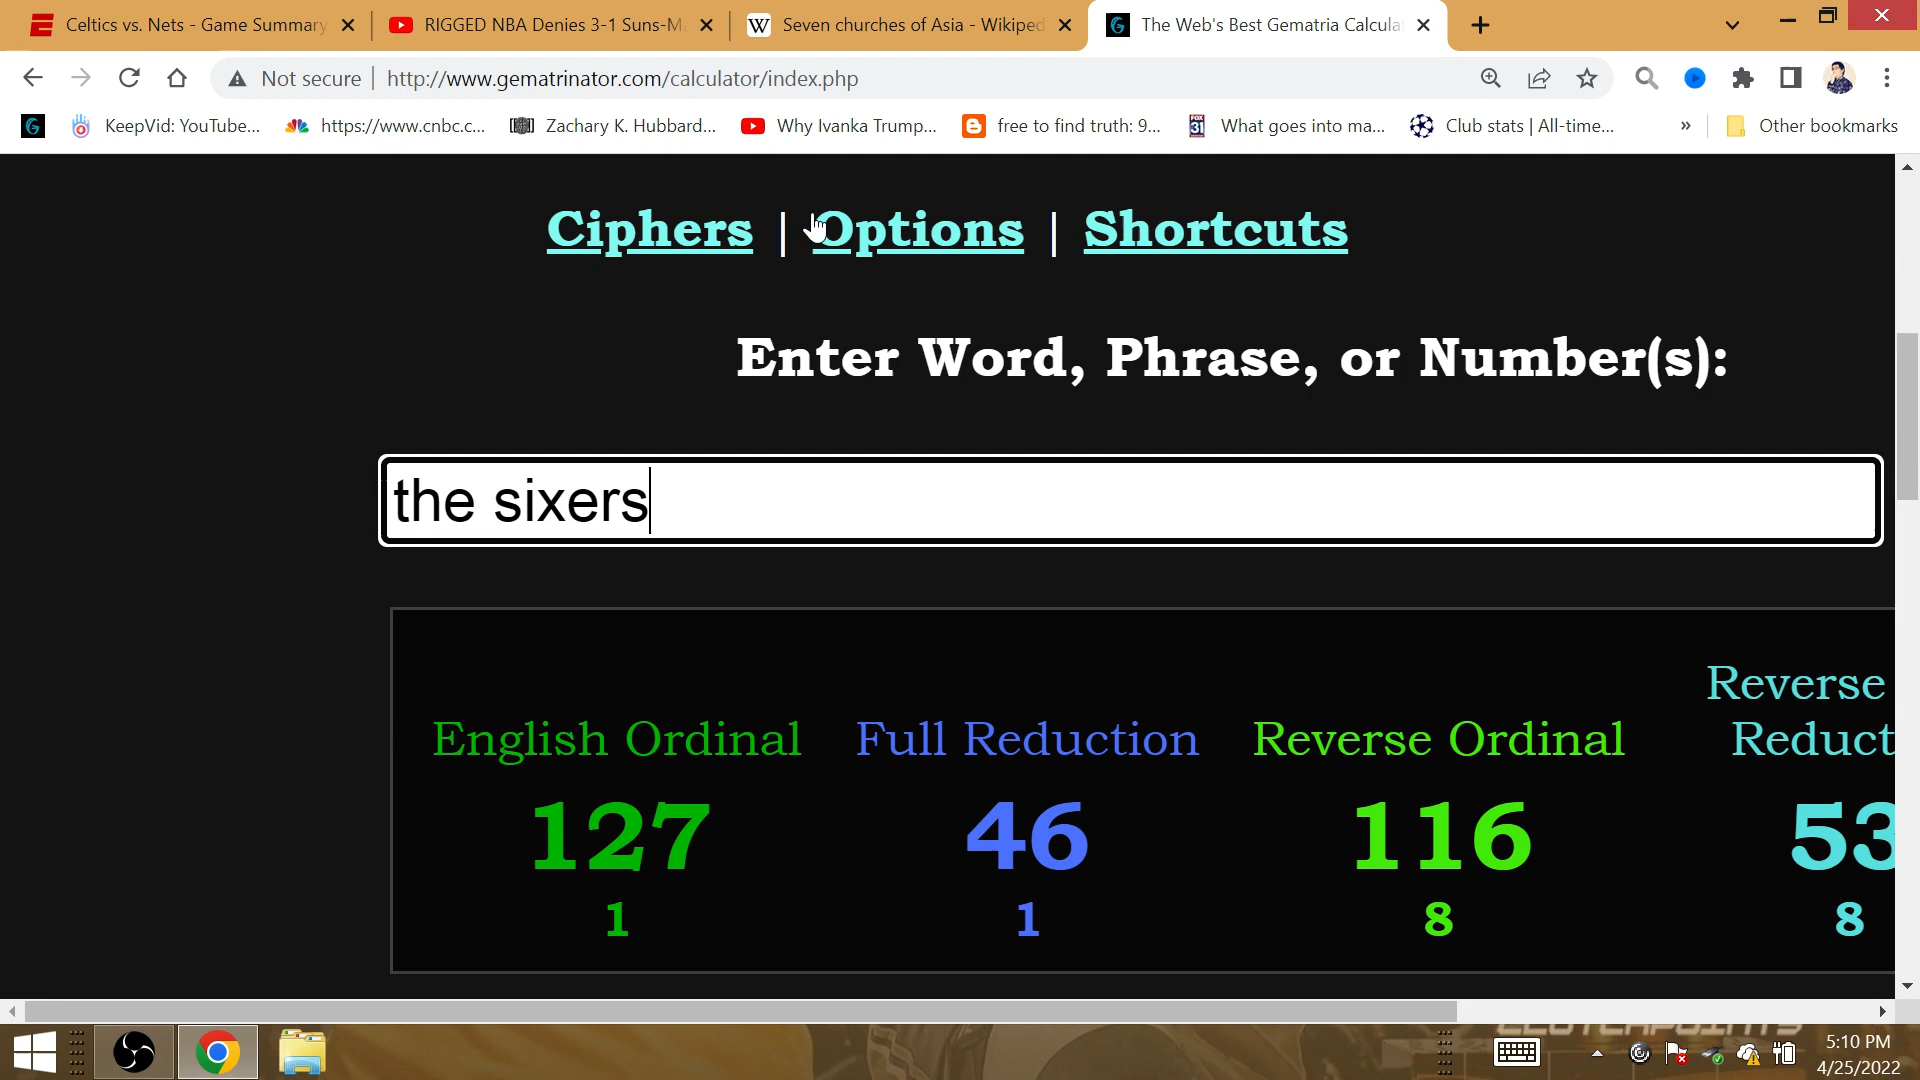 Celtics vs. Nets - Game Summary
RIGGED NBA Denies 3-1 Suns-Ma
Seven churches of Asia - Wikiped
The Web's Best Gematria Calculat
Not secure
http://www.gematrinator.com/calculator/index.php
KeepVid: YouTube...
https://www.cnbc.c...
Zachary K. Hubbard...
Why Ivanka Trump...
free to find truth: 9...
What goes into ma...
Club stats | All-time...
»
Other bookmarks
Ciphers | Options | Shortcuts
Enter Word, Phrase, or Number(s):
the sixers
English Ordinal
Full Reduction
Reverse Ordinal
Reverse
Reduct
127
46
116
53
1
1
8
8
CLUTCHPOINTS
5:10 PM
4/25/2022